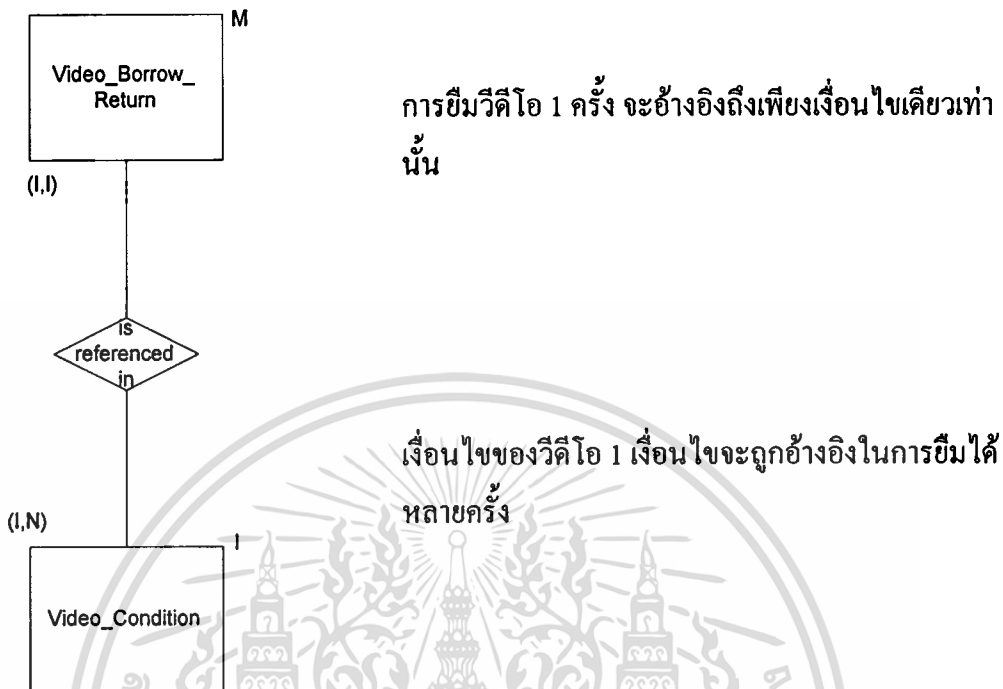 M
Video_Borrow_
Return
การยืมวีดีโอ 1 ครั้ง จะอ้างอิงถึงเพียงเงื่อนไขเดียวเท่า
นั้น
(I,I)
is
referenced
in
เงื่อนไขของวีดีโอ 1 เงื่อนไขจะถูกอ้างอิงในการยืมได้
หลายครั้ง
(I,N)
I
Video_Condition